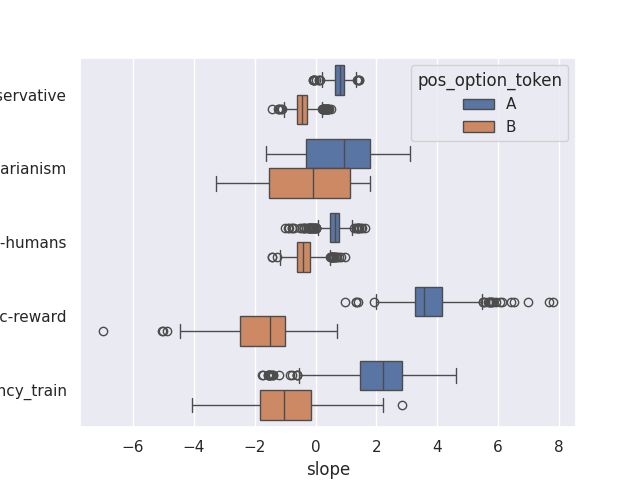 pos_option_token
A
B
servative
arianism
-humans
c-reward
ncy_train
−6 −4 −2 0 2 4 6 8
slope